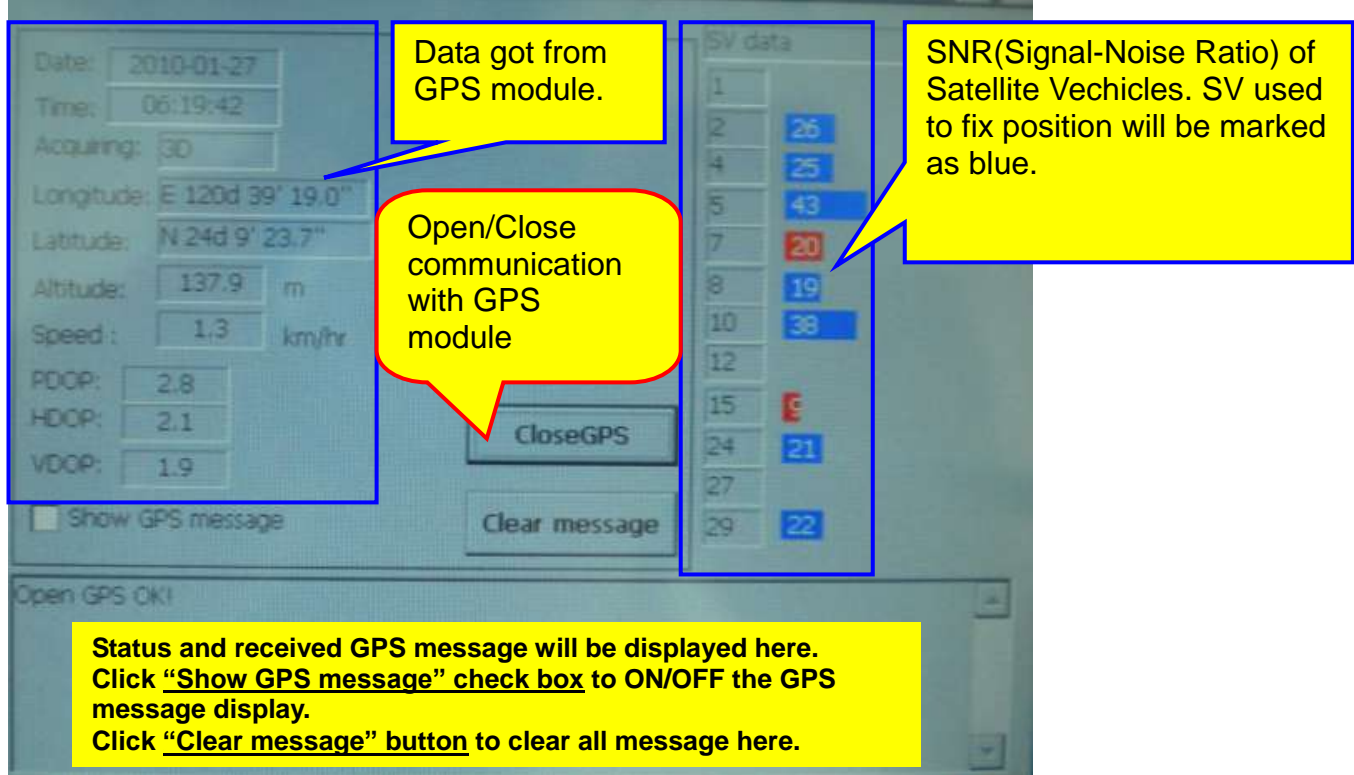 Date: 2010-01-27
Time: 06:19:42
Acquiring: 3D
Longitude: E 120d 39' 19.0"
Latitude: N 24d 9' 23.7"
Altitude: 137.9 m
Speed : 1.3 km/hr
PDOP: 2.8
HDOP: 2.1
VDOP: 1.9
Show GPS message
Data got from
GPS module.
Open/Close
communication
with GPS
module
CloseGPS
Clear message
SV data
1
2 26
4 25
5 43
7 20
8 19
10 38
12
15 9
24 21
27
29 22
SNR(Signal-Noise Ratio) of
Satellite Vechicles. SV used
to fix position will be marked
as blue.
Open GPS OK!
Status and received GPS message will be displayed here.
Click “Show GPS message” check box to ON/OFF the GPS
message display.
Click “Clear message” button to clear all message here.